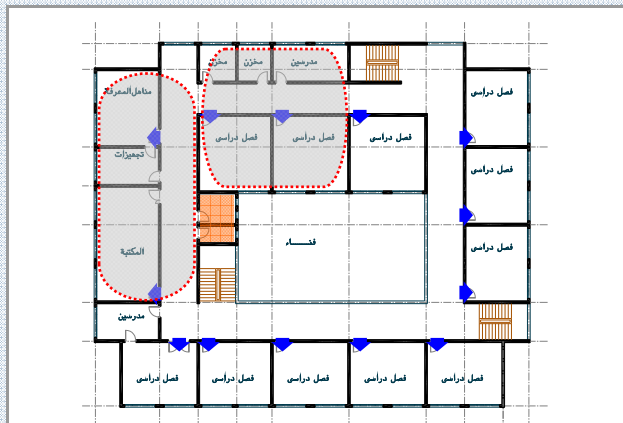 مخزن
مخزن
مدرسين
مناهل المعرفة
فصل دراسى
فصل دراسى
فصل دراسى
فصل دراسى
تجهيزات
فصل دراسى
المكتبة
فنـــــاء
فصل دراسى
مدرسين
فصل دراسى
فصل دراسى
فصل دراسى
فصل دراسى
فصل دراسى